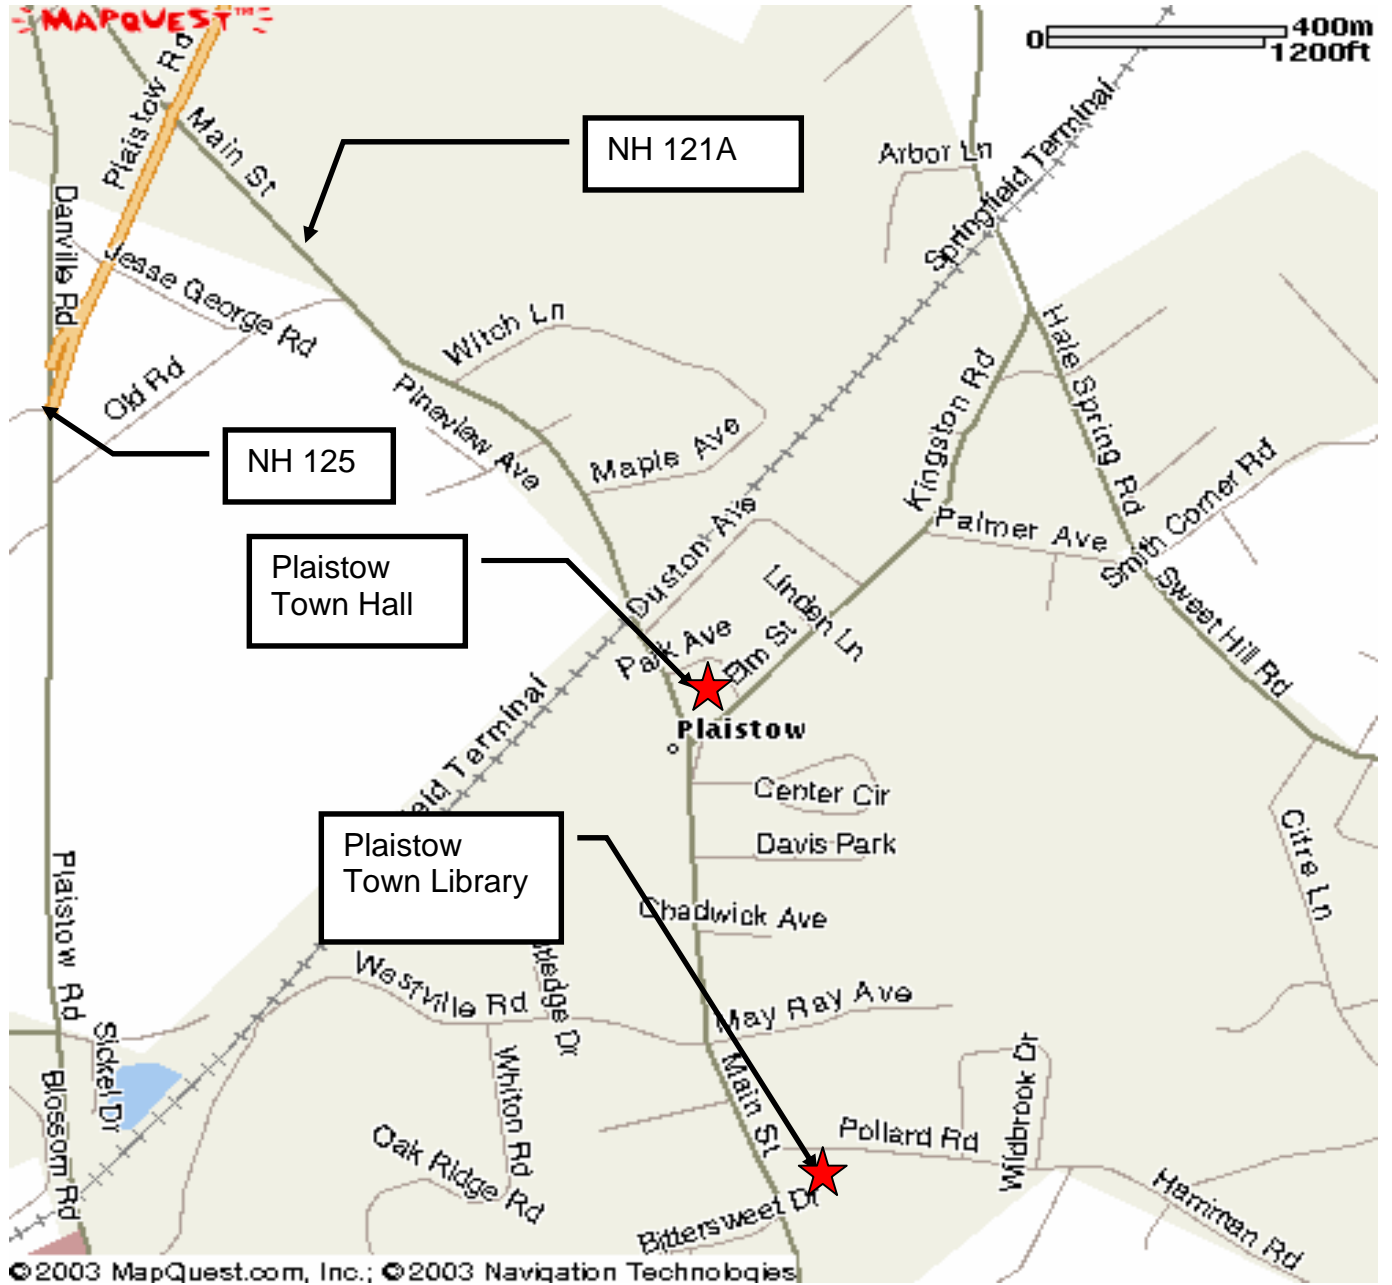 MAPQUEST™
0 400m
1200ft
Plaistow Rd
Main St
NH 121A
Arbor Ln
Springfield Terminal
Danville Rd
Jesse George Rd
Witch Ln
Hale Spring Rd
Old Rd
Pineview Ave
Maple Ave
Kingston Rd
NH 125
Smith Corner Rd
Palmer Ave
Duston Ave
Plaistow
Town Hall
Linden Ln
Sweet Hill Rd
Park Ave
Elm St
Plaistow
eld Terminal
Center Cir
Plaistow
Town Library
Davis Park
Citre Ln
Plaistow Rd
Chadwick Ave
Westville Rd
May Ray Ave
Sickel Dr
Blossom Rd
Whiton Rd
Main St
Wildbrook Dr
Pollard Rd
Oak Ridge Rd
Bittersweet Dr
Harriman Rd
©2003 MapQuest.com, Inc.; ©2003 Navigation Technologies